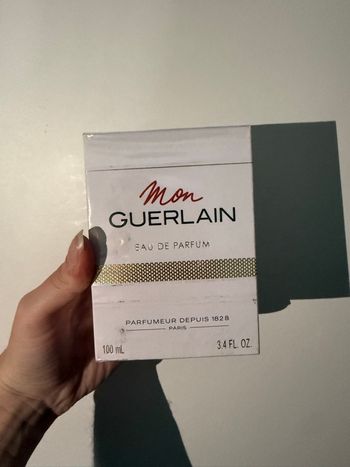 Mon
GUERLAIN
EAU DE PARFUM
PARFUMEUR DEPUIS 1828
PARIS
100 mL 3.4 FL. OZ.